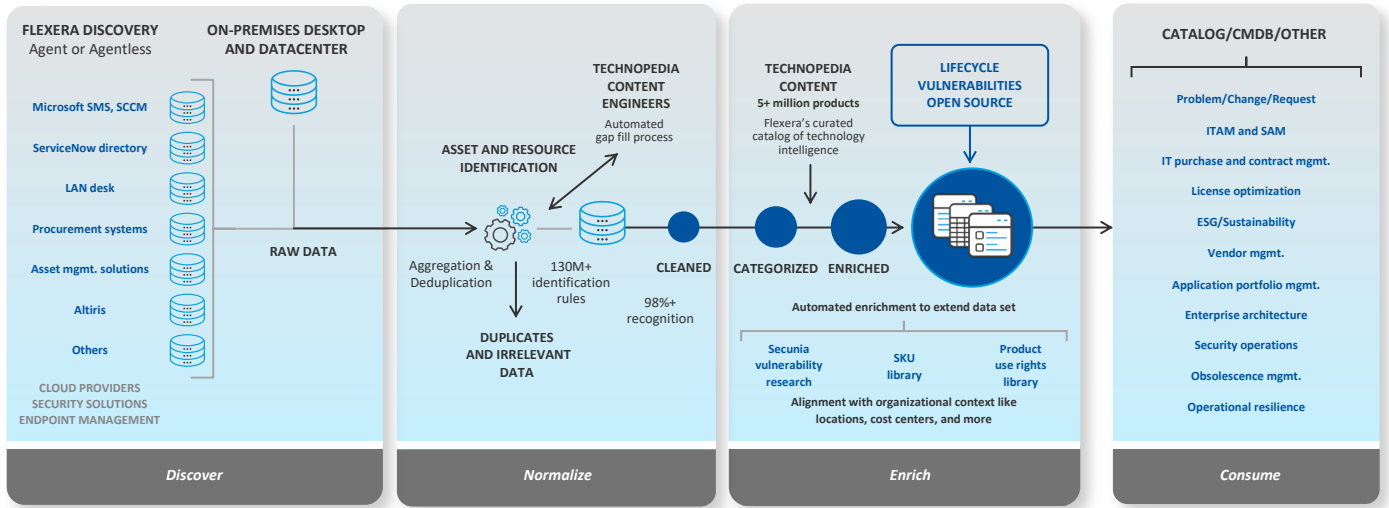 FLEXERA DISCOVERY
Agent or Agentless
ON-PREMISES DESKTOP
AND DATACENTER
Microsoft SMS, SCCM
ServiceNow directory
LAN desk
Procurement systems
Asset mgmt. solutions
Altiris
Others
CLOUD PROVIDERS
SECURITY SOLUTIONS
ENDPOINT MANAGEMENT
RAW DATA
Discover
TECHNOPEDIA
CONTENT
ENGINEERS
Automated
gap fill process
ASSET AND RESOURCE
IDENTIFICATION
Aggregation &
Deduplication
130M+
identification
rules
CLEANED
98%+
recognition
DUPLICATES
AND IRRELEVANT
DATA
Normalize
TECHNOPEDIA
CONTENT
5+ million products
Flexera's curated
catalog of technology
intelligence
LIFECYCLE
VULNERABILITIES
OPEN SOURCE
CATEGORIZED
ENRICHED
Automated enrichment to extend data set
Secunia
vulnerability
research
SKU
library
Product
use rights
library
Alignment with organizational context like
locations, cost centers, and more
Enrich
CATALOG/CMDB/OTHER
Problem/Change/Request
ITAM and SAM
IT purchase and contract mgmt.
License optimization
ESG/Sustainability
Vendor mgmt.
Application portfolio mgmt.
Enterprise architecture
Security operations
Obsolescence mgmt.
Operational resilience
Consume